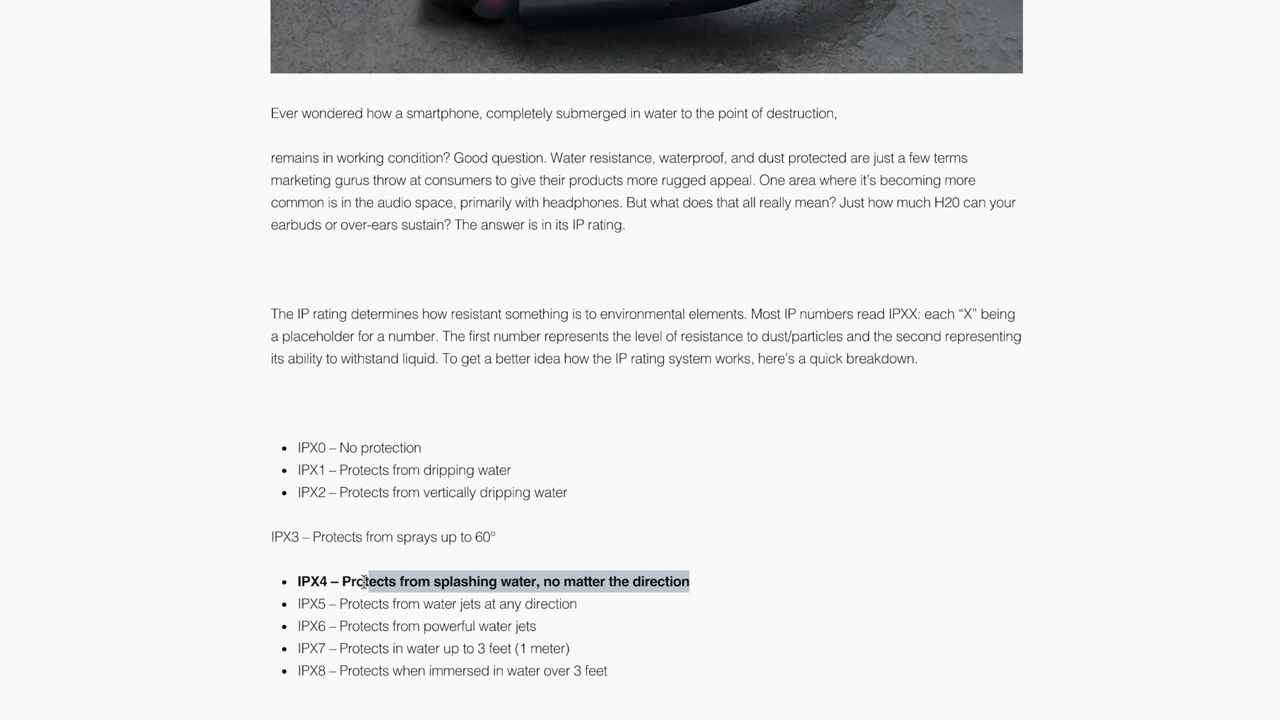 Ever wondered how a smartphone, completely submerged in water to the point of destruction,
remains in working condition? Good question. Water resistance, waterproof, and dust protected are just a few terms
marketing gurus throw at consumers to give their products more rugged appeal. One area where it’s becoming more
common is in the audio space, primarily with headphones. But what does that all really mean? Just how much H20 can your
earbuds or over-ears sustain? The answer is in its IP rating.
The IP rating determines how resistant something is to environmental elements. Most IP numbers read IPXX: each “X” being
a placeholder for a number. The first number represents the level of resistance to dust/particles and the second representing
its ability to withstand liquid. To get a better idea how the IP rating system works, here’s a quick breakdown.
• IPX0 – No protection
• IPX1 – Protects from dripping water
• IPX2 – Protects from vertically dripping water
IPX3 – Protects from sprays up to 60°
• IPX4 – Protects from splashing water, no matter the direction
• IPX5 – Protects from water jets at any direction
• IPX6 – Protects from powerful water jets
• IPX7 – Protects in water up to 3 feet (1 meter)
• IPX8 – Protects when immersed in water over 3 feet